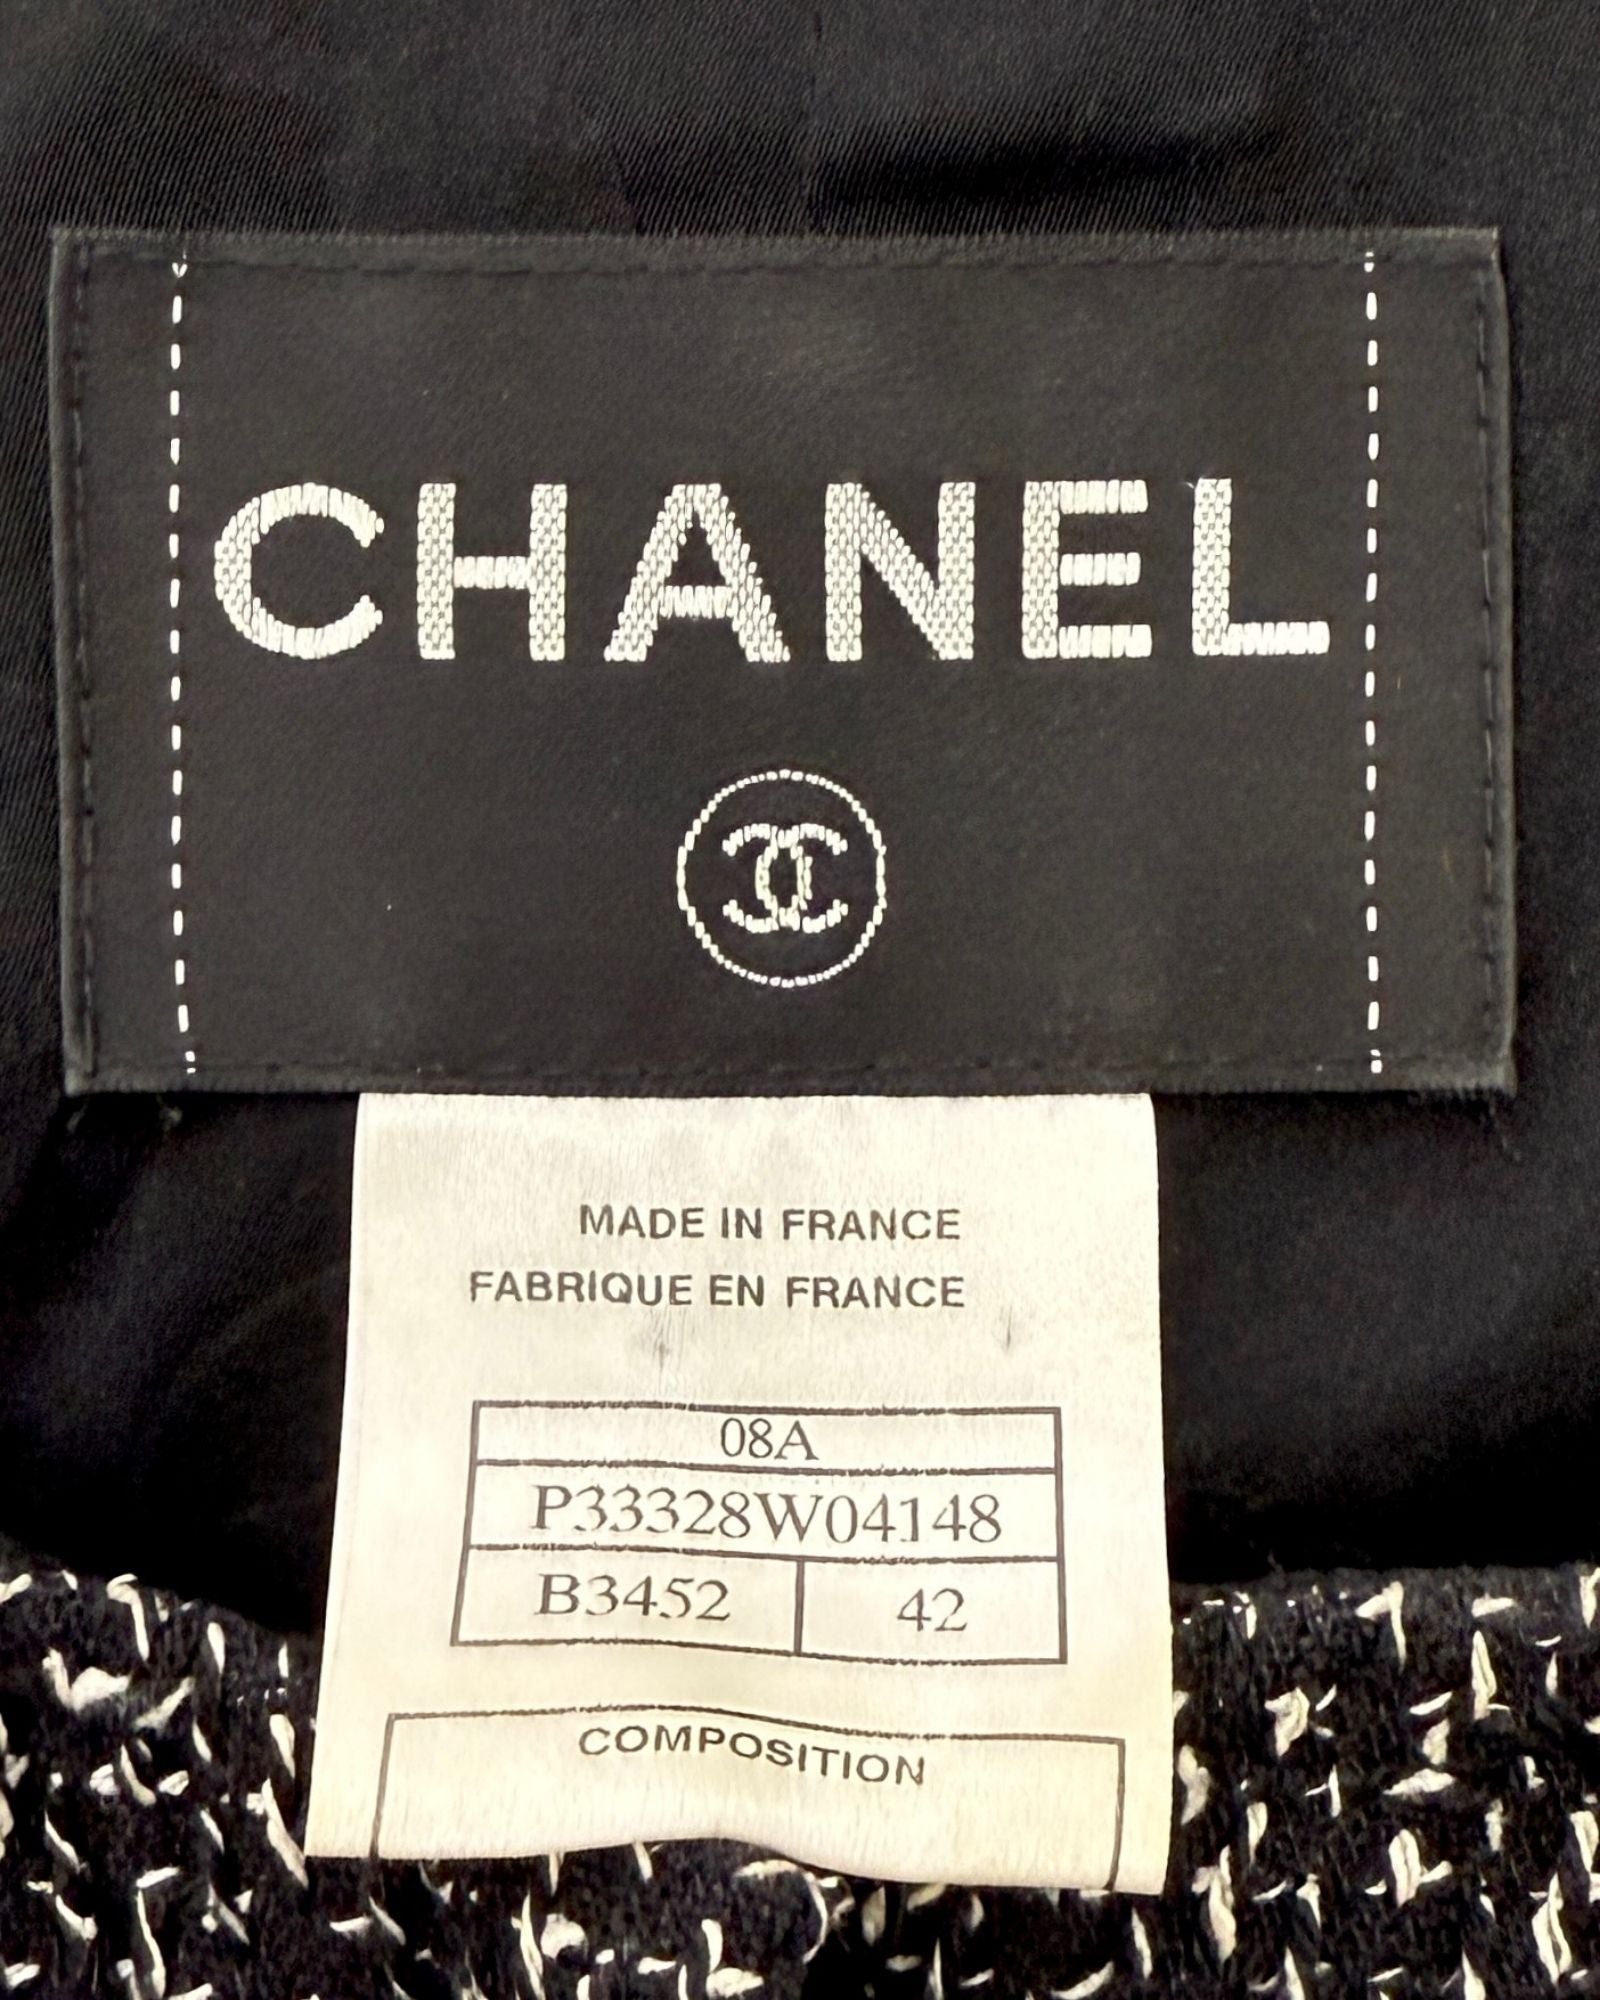 CHANEL
MADE IN FRANCE
FABRIQUE EN FRANCE
08A
P33328W04148
B3452 42
COMPOSITION